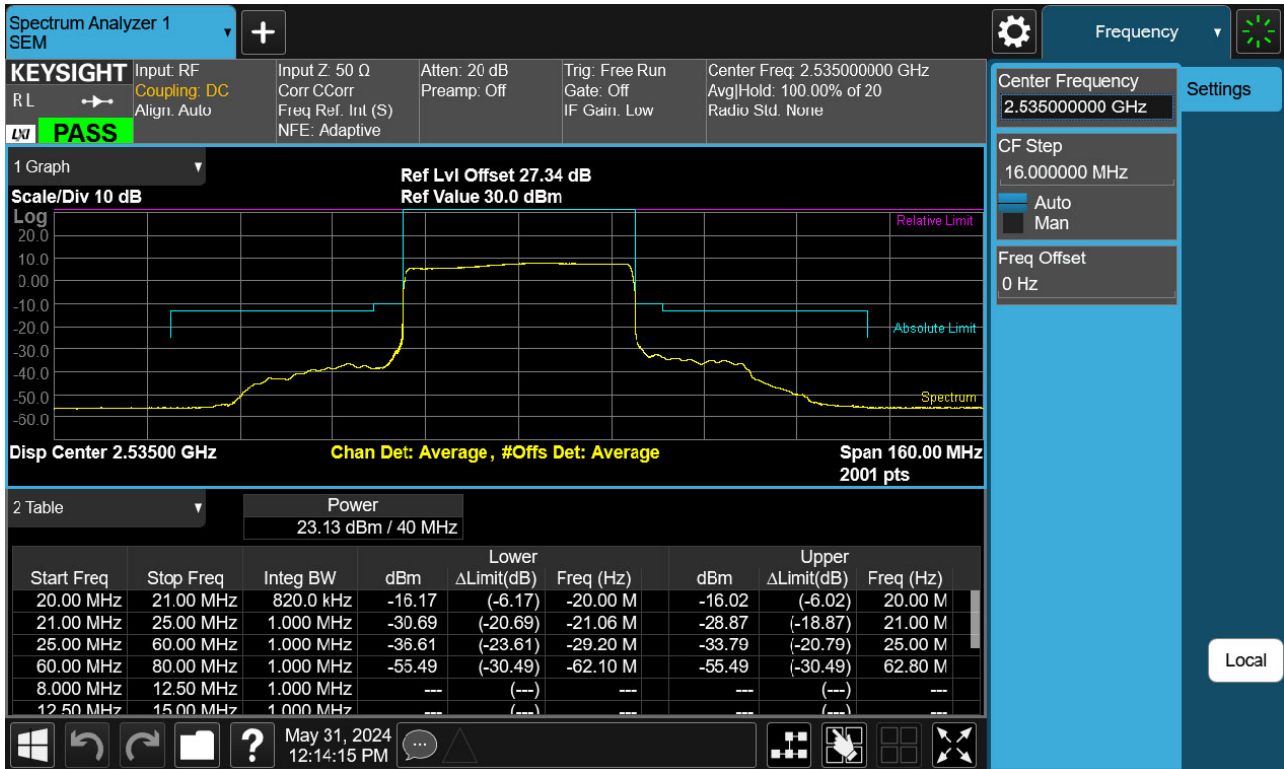 Spectrum Analyzer 1
SEM
Frequency
KEYSIGHT
R L
LXI
PASS
Input: RF
Coupling: DC
Align: Auto
Input Z: 50 Ω
Corr CCorr
Freq Ref: Int (S)
NFE: Adaptive
Atten: 20 dB
Preamp: Off
Trig: Free Run
Gate: Off
IF Gain: Low
Center Freq: 2.535000000 GHz
Avg|Hold: 100.00% of 20
Radio Std: None
Center Frequency
2.535000000 GHz
Settings
CF Step
16.000000 MHz
Auto
Man
Freq Offset
0 Hz
Local
1 Graph
Scale/Div 10 dB
Ref Lvl Offset 27.34 dB
Ref Value 30.0 dBm
Log
20.0
10.0
0.00
-10.0
-20.0
-30.0
-40.0
-50.0
-60.0
Relative Limit
Absolute Limit
Spectrum
Disp Center 2.53500 GHz
Chan Det: Average, #Offs Det: Average
Span 160.00 MHz
2001 pts
2 Table
Power
23.13 dBm / 40 MHz
Lower Upper
Start Freq Stop Freq Integ BW dBm ΔLimit(dB) Freq (Hz) dBm ΔLimit(dB) Freq (Hz)
20.00 MHz 21.00 MHz 820.0 kHz -16.17 (-6.17) -20.00 M -16.02 (-6.02) 20.00 M
21.00 MHz 25.00 MHz 1.000 MHz -30.69 (-20.69) -21.06 M -28.87 (-18.87) 21.00 M
25.00 MHz 60.00 MHz 1.000 MHz -36.61 (-23.61) -29.20 M -33.79 (-20.79) 25.00 M
60.00 MHz 80.00 MHz 1.000 MHz -55.49 (-30.49) -62.10 M -55.49 (-30.49) 62.80 M
8.000 MHz 12.50 MHz 1.000 MHz --- (---) --- --- (---) ---
12.50 MHz 15.00 MHz 1.000 MHz --- (---) --- --- (---) ---
May 31, 2024
12:14:15 PM